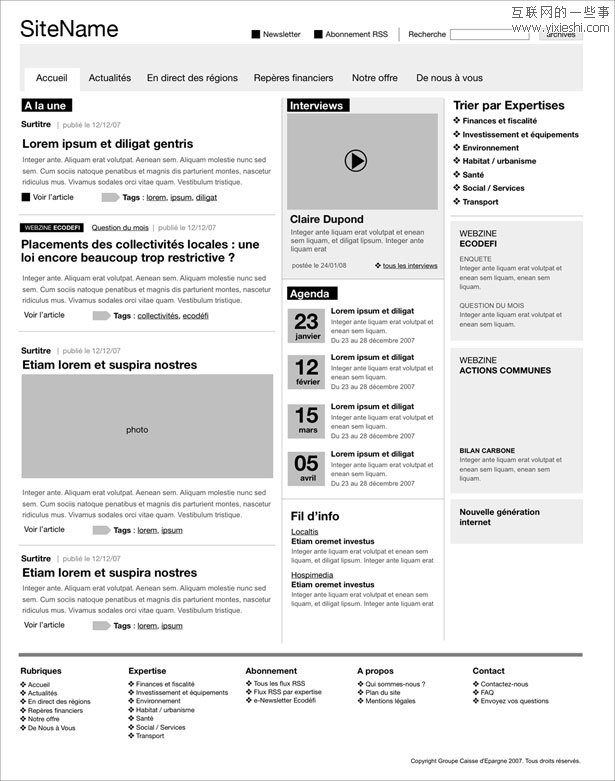 互联网的一些事
www.yixieshi.com
SiteName
Newsletter
Abonnement RSS
Recherche
archives
Accueil
Actualités
En direct des régions
Repères financiers
Notre offre
De nous à vous
A la une
Surtitre | publié le 12/12/07
Lorem ipsum et diligat gentris
Integer ante. Aliquam erat volutpat. Aenean sem. Aliquam molestie nunc sed
sem. Cum sociis natoque penatibus et magnis dis parturient montes, nascetur
ridiculus mus. Vivamus sodales orci vitae quam. Vestibulum tristique.
Voir l'article
Tags : lorem, ipsum, diligat
WEBZINE ECODEFI
Question du mois | publié le 12/12/07
Placements des collectivités locales : une
loi encore beaucoup trop restrictive ?
Integer ante. Aliquam erat volutpat. Aenean sem. Aliquam molestie nunc sed
sem. Cum sociis natoque penatibus et magnis dis parturient montes, nascetur
ridiculus mus. Vivamus sodales orci vitae quam. Vestibulum tristique.
Voir l'article
Tags : collectivités, ecodéfi
Surtitre | publié le 12/12/07
Etiam lorem et suspira nostres
photo
Integer ante. Aliquam erat volutpat. Aenean sem. Aliquam molestie nunc sed
sem. Cum sociis natoque penatibus et magnis dis parturient montes, nascetur
ridiculus mus. Vivamus sodales orci vitae quam. Vestibulum tristique.
Voir l'article
Tags : lorem, ipsum
Surtitre | publié le 12/12/07
Etiam lorem et suspira nostres
Integer ante. Aliquam erat volutpat. Aenean sem. Aliquam molestie nunc sed
sem. Cum sociis natoque penatibus et magnis dis parturient montes, nascetur
ridiculus mus. Vivamus sodales orci vitae quam. Vestibulum tristique.
Voir l'article
Tags : lorem, ipsum
Interviews
Claire Dupond
Integer ante liquam erat volutpat et enean
sem liquam, et diligat lipsum. Integer ante
liquam erat
postée le 24/01/08
tous les interviews
Agenda
23
janvier
Lorem ipsum et diligat
Integer ante liquam erat volutpat et
enean sem liquam.
Du 23 au 28 décembre 2007
12
février
Lorem ipsum et diligat
Integer ante liquam erat volutpat et
enean sem liquam.
Du 23 au 28 décembre 2007
15
mars
Lorem ipsum et diligat
Integer ante liquam erat volutpat et
enean sem liquam.
Du 23 au 28 décembre 2007
05
avril
Lorem ipsum et diligat
Integer ante liquam erat volutpat et
enean sem liquam.
Du 23 au 28 décembre 2007
Fil d'info
Localtis
Etiam oremet investus
Integer ante liquam erat volutpat et enean sem
liquam, et diligat lipsum. Integer ante liquam erat
Hospimedia
Etiam oremet investus
Integer ante liquam erat volutpat et enean sem
liquam, et diligat lipsum. Integer ante liquam erat
Trier par Expertises
Finances et fiscalité
Investissement et équipements
Environnement
Habitat / urbanisme
Santé
Social / Services
Transport
WEBZINE
ECODEFI
ENQUETE
Integer ante liquam erat volutpat et
enean sem liquam, enean sem
liquam.
QUESTION DU MOIS
Integer ante liquam erat volutpat et
enean sem liquam.
WEBZINE
ACTIONS COMMUNES
BILAN CARBONE
Integer ante liquam erat volutpat et
enean sem liquam, enean sem
liquam.
Nouvelle génération
internet
Rubriques
Accueil
Actualités
En direct des régions
Repères financiers
Notre offre
De Nous à Vous
Expertise
Finances et fiscalité
Investissement et équipements
Environnement
Habitat / urbanisme
Santé
Social / Services
Transport
Abonnement
Tous les flux RSS
Flux RSS par expertise
e-Newsletter Ecodéfi
A propos
Qui sommes-nous ?
Plan du site
Mentions légales
Contact
Contactez-nous
FAQ
Envoyez vos questions
Copyright Groupe Caisse d'Epargne 2007. Tous droits réservés.